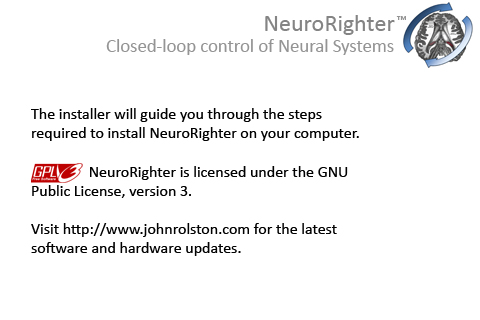 NeuroRighter™
Closed-loop control of Neural Systems
The installer will guide you through the steps
required to install NeuroRighter on your computer.
GPL v3 NeuroRighter is licensed under the GNU
Public License, version 3.
Visit http://www.johnrolston.com for the latest
software and hardware updates.